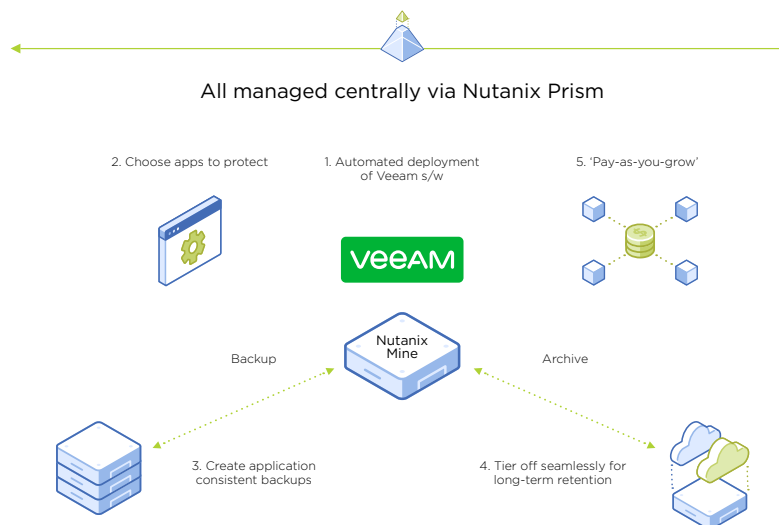 All managed centrally via Nutanix Prism
2. Choose apps to protect
1. Automated deployment
of Veeam s/w
5. ‘Pay-as-you-grow’
veeAM
Nutanix
Mine
Backup
Archive
3. Create application
consistent backups
4. Tier off seamlessly for
long-term retention